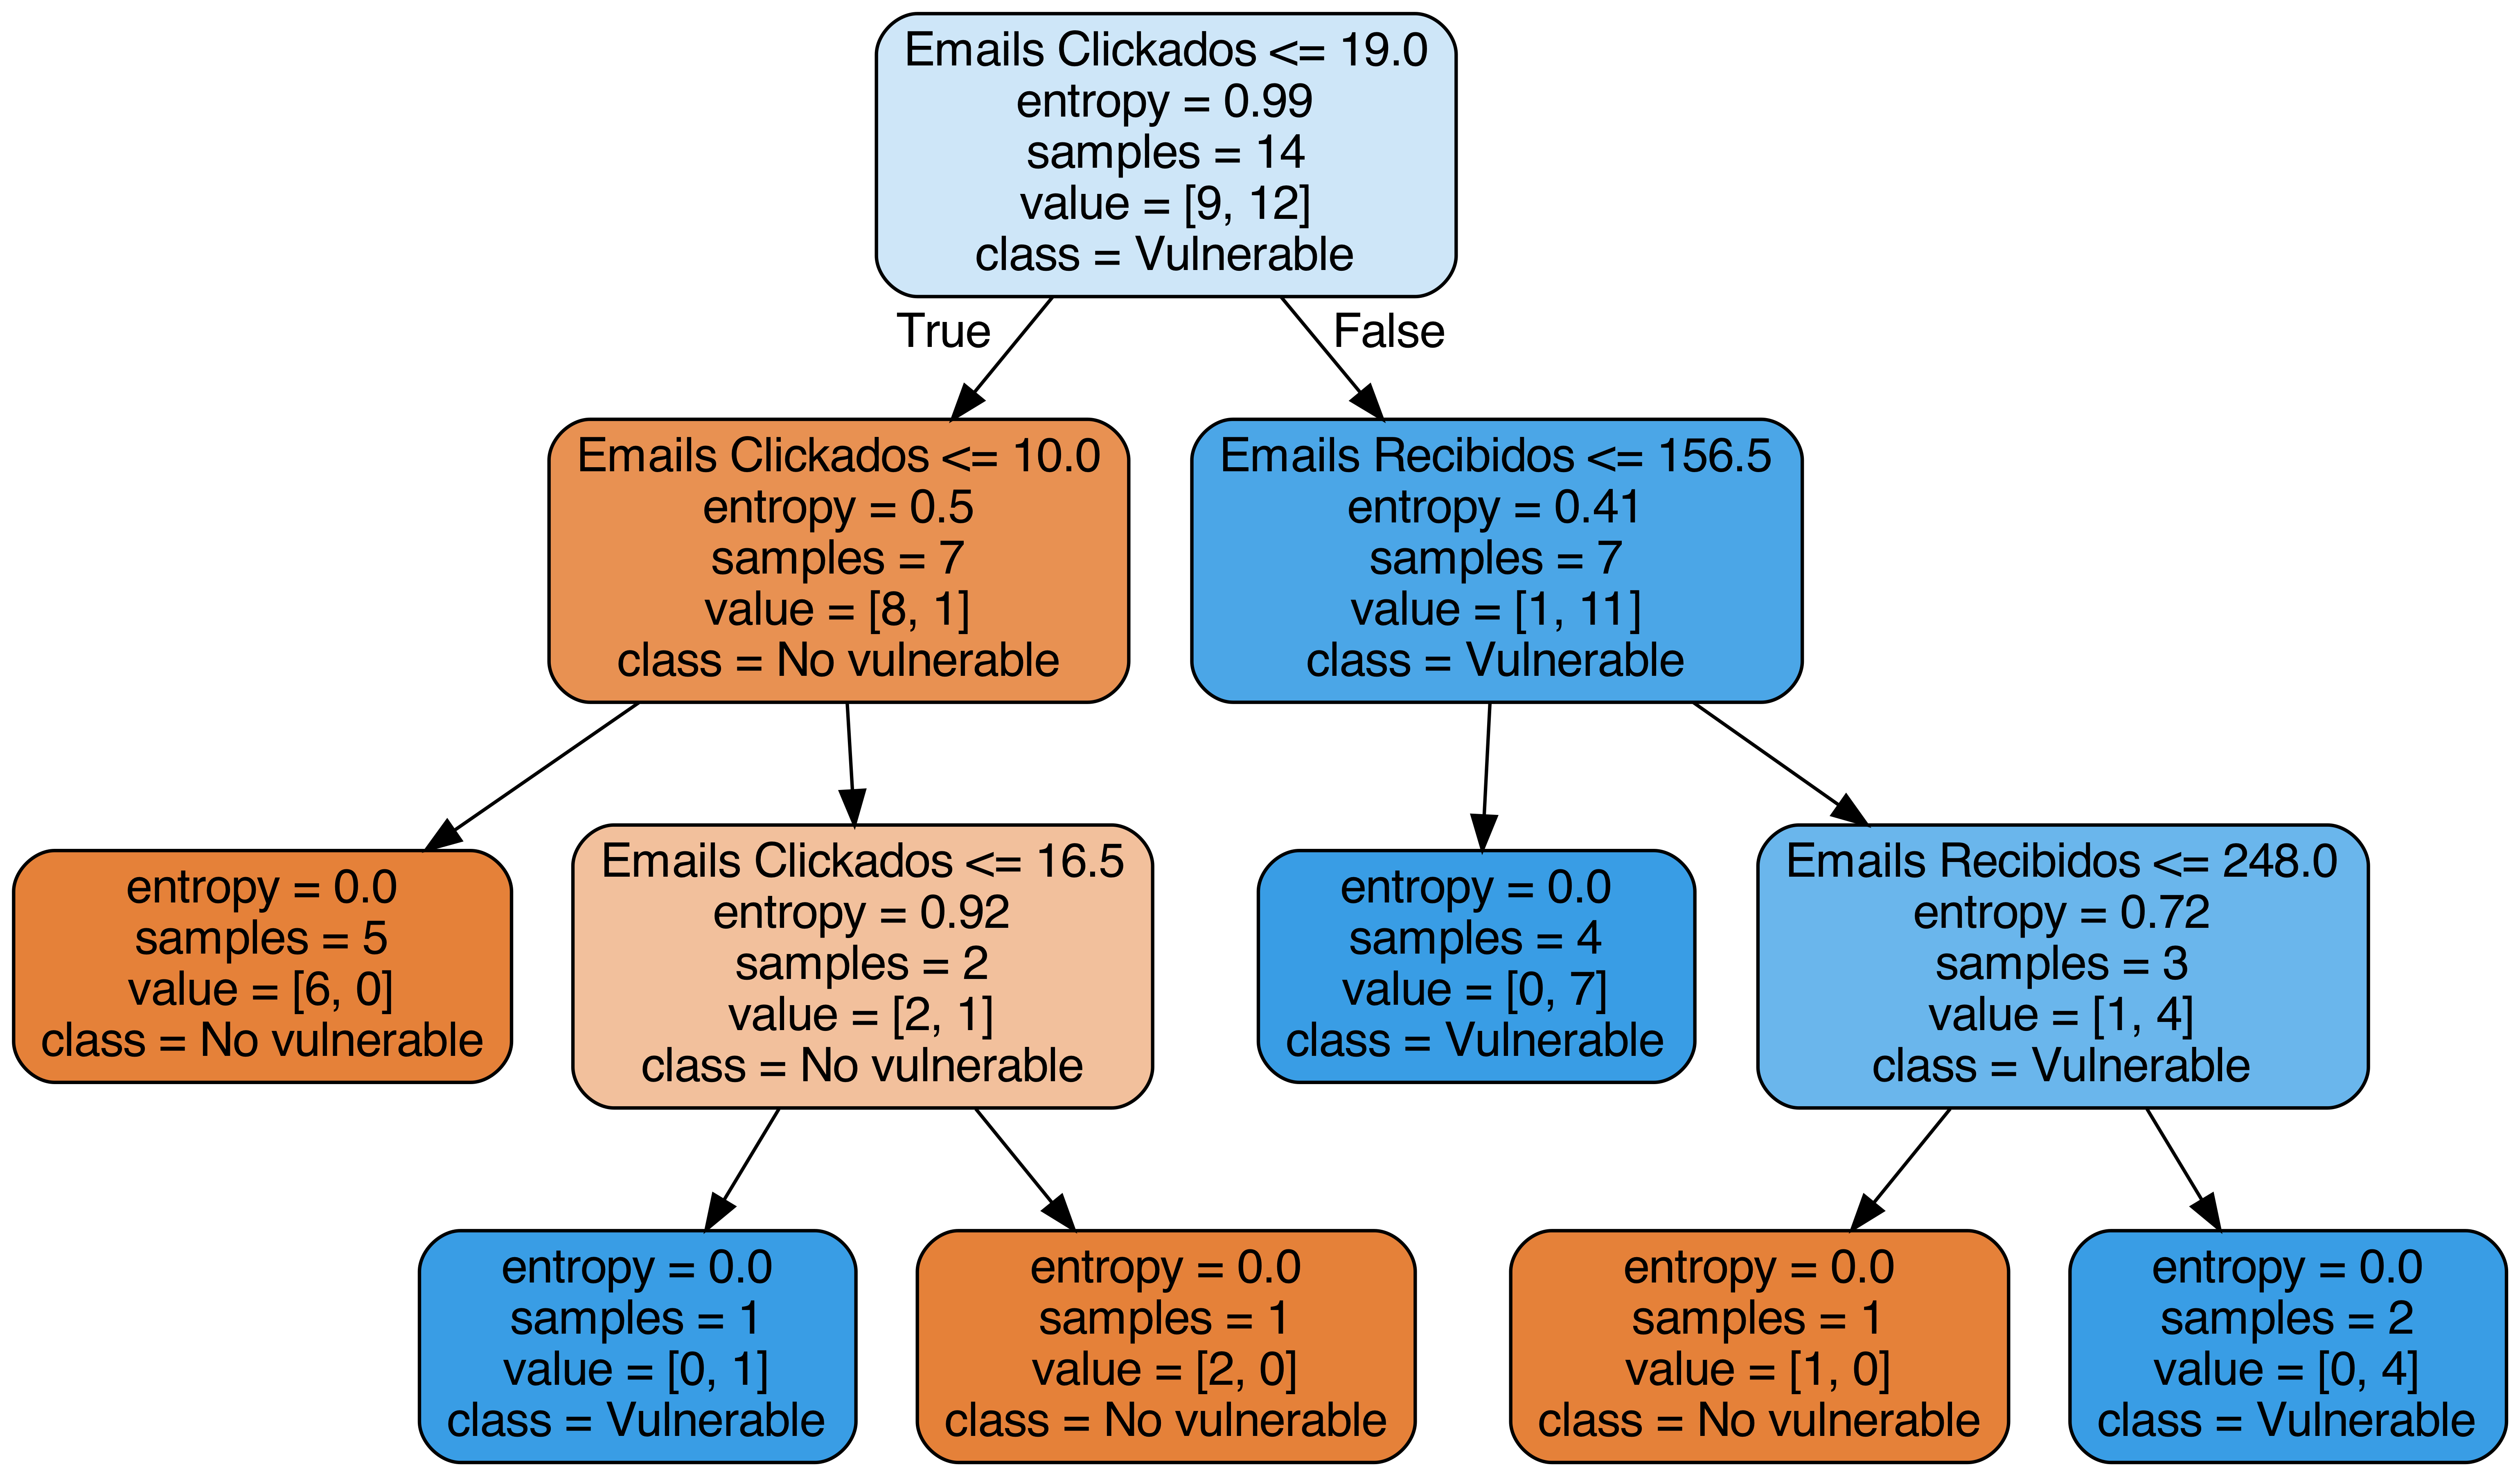 Emails Clickados <= 19.0
entropy = 0.99
samples = 14
value = [9, 12]
class = Vulnerable
True
False
Emails Clickados <= 10.0
entropy = 0.5
samples = 7
value = [8, 1]
class = No vulnerable
Emails Recibidos <= 156.5
entropy = 0.41
samples = 7
value = [1, 11]
class = Vulnerable
entropy = 0.0
samples = 5
value = [6, 0]
class = No vulnerable
Emails Clickados <= 16.5
entropy = 0.92
samples = 2
value = [2, 1]
class = No vulnerable
entropy = 0.0
samples = 4
value = [0, 7]
class = Vulnerable
Emails Recibidos <= 248.0
entropy = 0.72
samples = 3
value = [1, 4]
class = Vulnerable
entropy = 0.0
samples = 1
value = [0, 1]
class = Vulnerable
entropy = 0.0
samples = 1
value = [2, 0]
class = No vulnerable
entropy = 0.0
samples = 1
value = [1, 0]
class = No vulnerable
entropy = 0.0
samples = 2
value = [0, 4]
class = Vulnerable